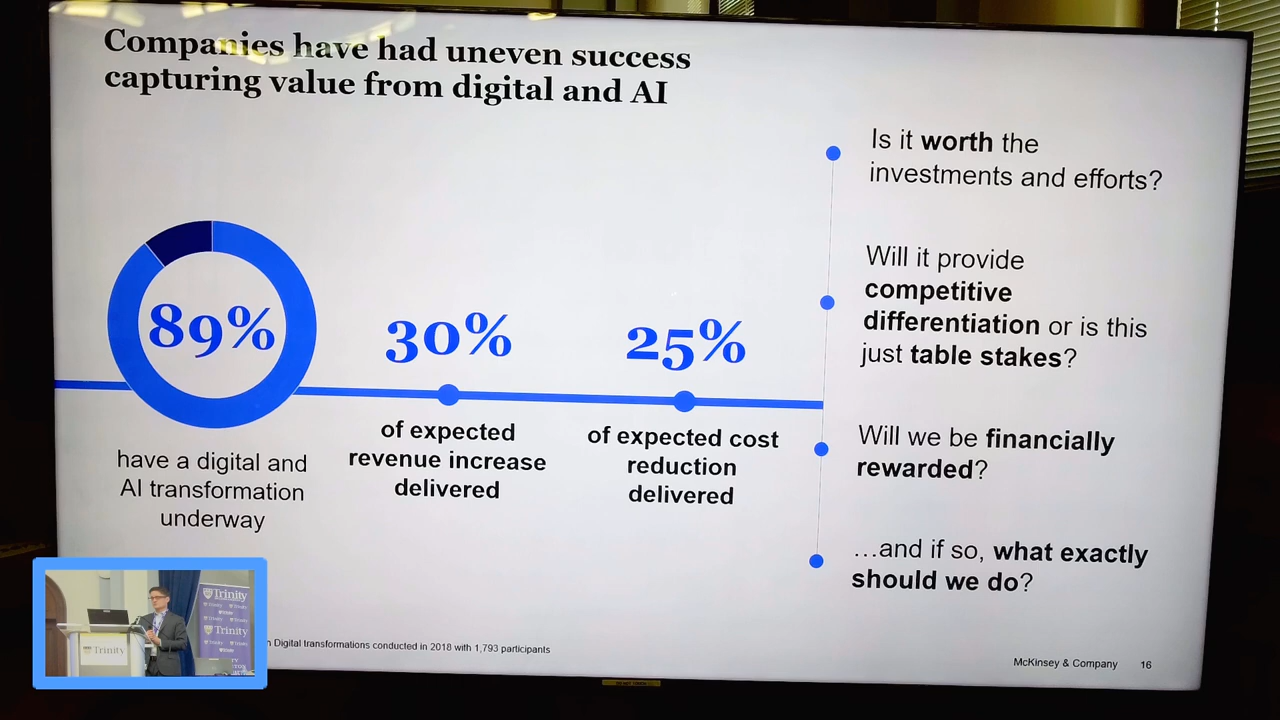 Companies have had uneven success
capturing value from digital and AI
89%
have a digital and
AI transformation
underway
30%
of expected
revenue increase
delivered
25%
of expected cost
reduction
delivered
Is it worth the
investments and efforts?
Will it provide
competitive
differentiation or is this
just table stakes?
Will we be financially
rewarded?
…and if so, what exactly
should we do?
Digital transformations conducted in 2018 with 1,793 participants
McKinsey & Company 16
Trinity
Trinity
Trinity